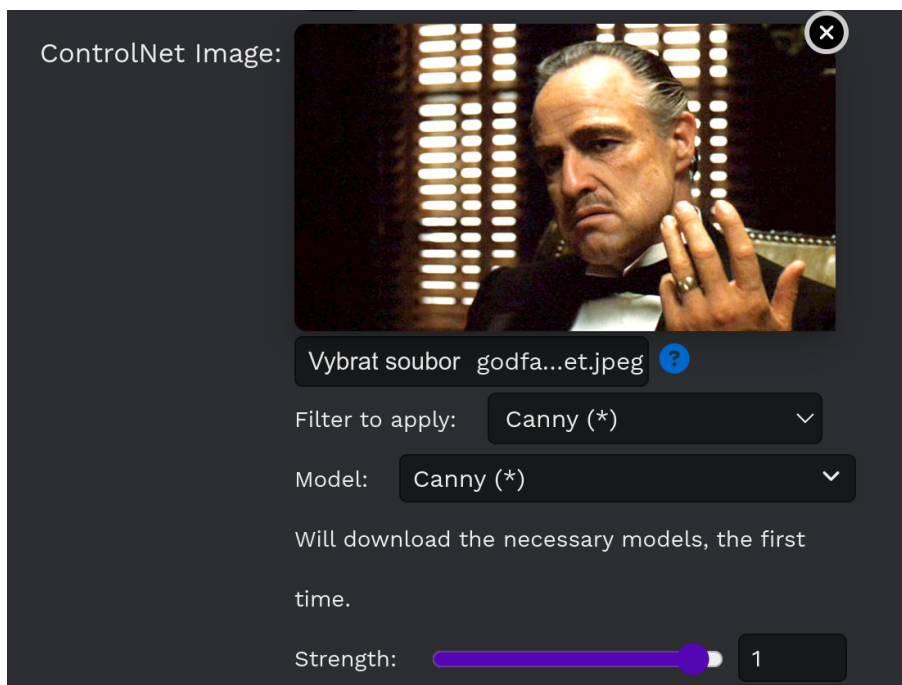 ControlNet Image:
Vybrat soubor godfa...et.jpeg ?
Filter to apply: Canny (*)
Model: Canny (*)
Will download the necessary models, the first
time.
Strength: 1